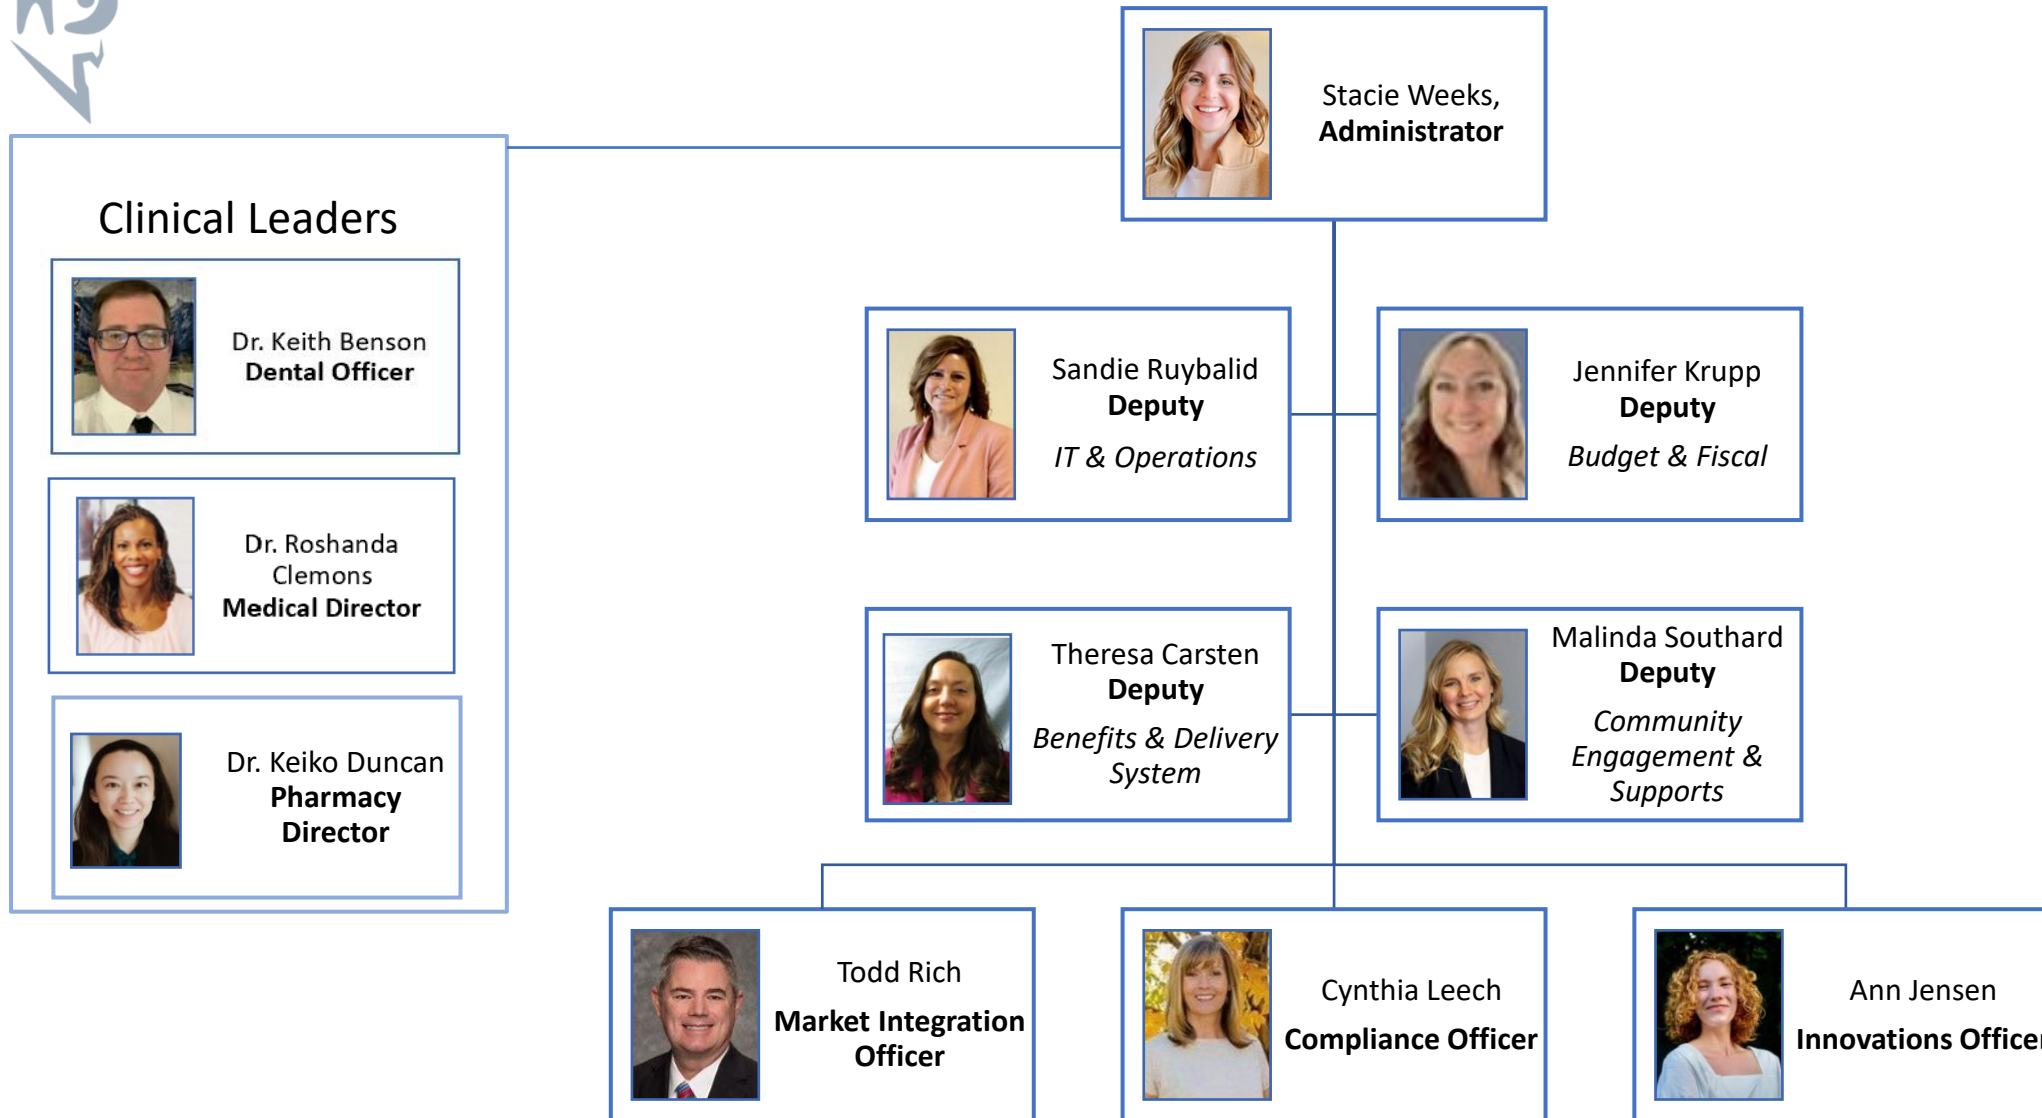 Stacie Weeks,
Administrator
Clinical Leaders
Dr. Keith Benson
Dental Officer
Dr. Roshanda
Clemons
Medical Director
Dr. Keiko Duncan
Pharmacy
Director
Sandie Ruybalid
Deputy
IT & Operations
Jennifer Krupp
Deputy
Budget & Fiscal
Theresa Carsten
Deputy
Benefits & Delivery
System
Malinda Southard
Deputy
Community
Engagement &
Supports
Todd Rich
Market Integration
Officer
Cynthia Leech
Compliance Officer
Ann Jensen
Innovations Officer